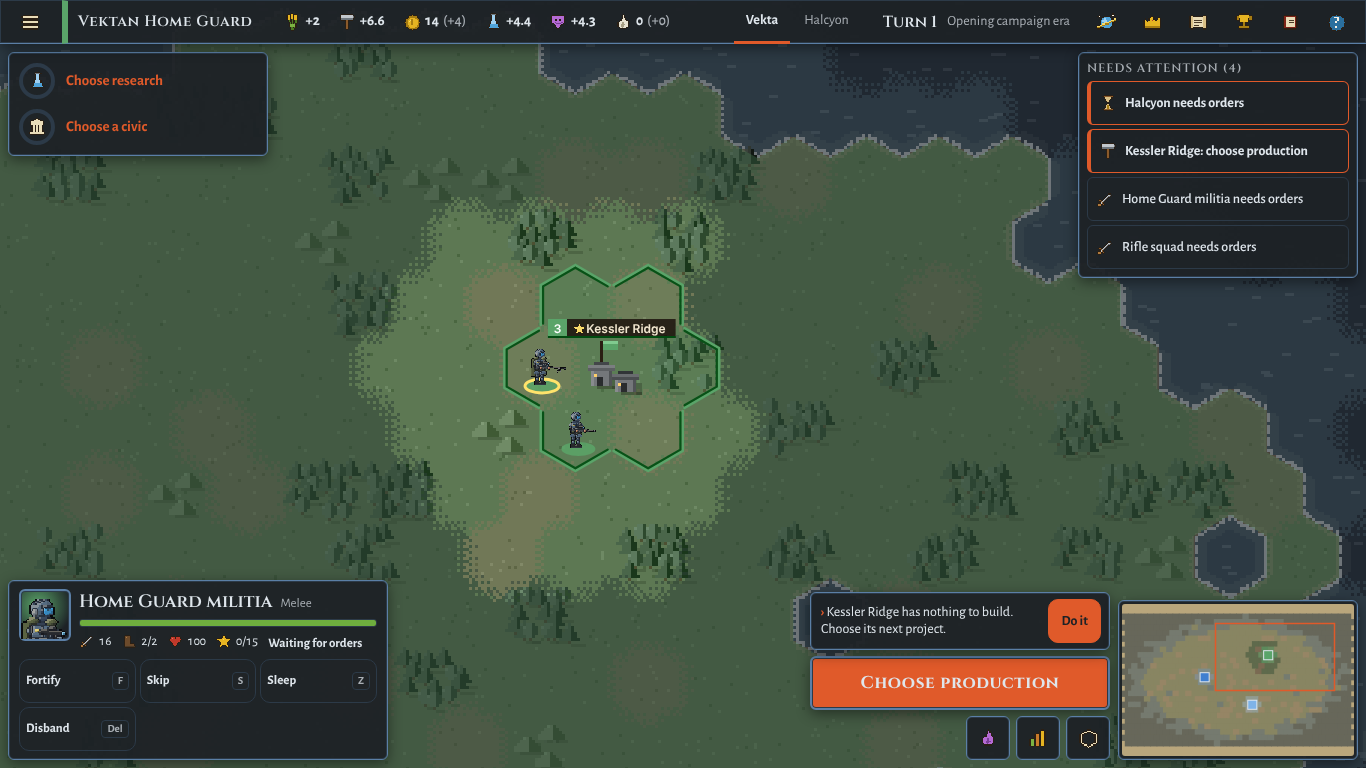 VEKTAN HOME GUARD +2 +6.6 14 (+4) +4.4 +4.3 0 (+0) Vekta Halcyon TURN 1 Opening campaign era ?
Choose research
Choose a civic
NEEDS ATTENTION (4)
Halcyon needs orders
Kessler Ridge: choose production
Home Guard militia needs orders
Rifle squad needs orders
3 Kessler Ridge
HOME GUARD MILITIA Melee
16 2/2 100 0/15 Waiting for orders
Fortify F Skip S Sleep Z
Disband Del
› Kessler Ridge has nothing to build.
Choose its next project.
Do it
CHOOSE PRODUCTION